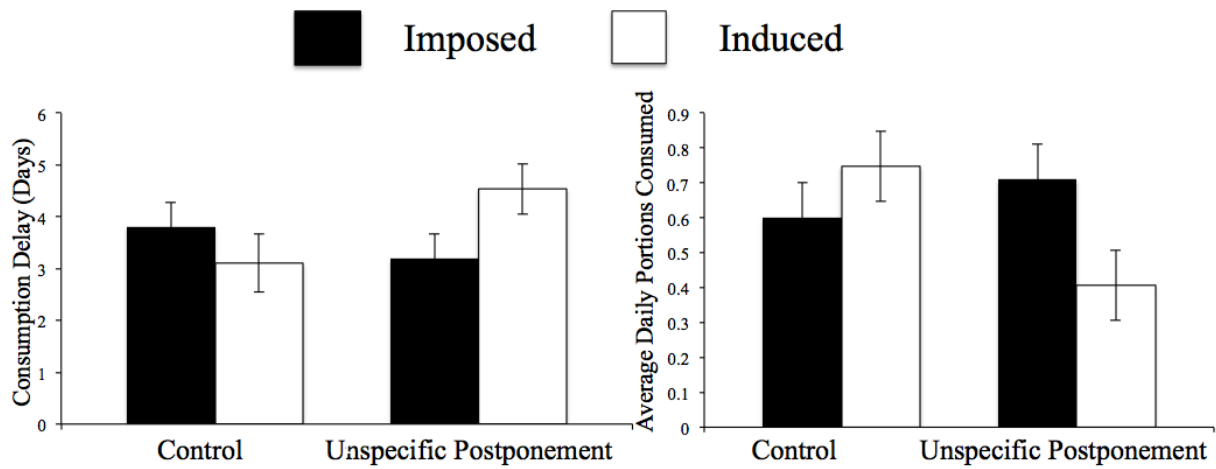 Imposed
Induced
Consumption Delay (Days)
6
5
4
3
2
1
0
Control
Unspecific Postponement
Average Daily Portions Consumed
0.9
0.8
0.7
0.6
0.5
0.4
0.3
0.2
0.1
0
Control
Unspecific Postponement